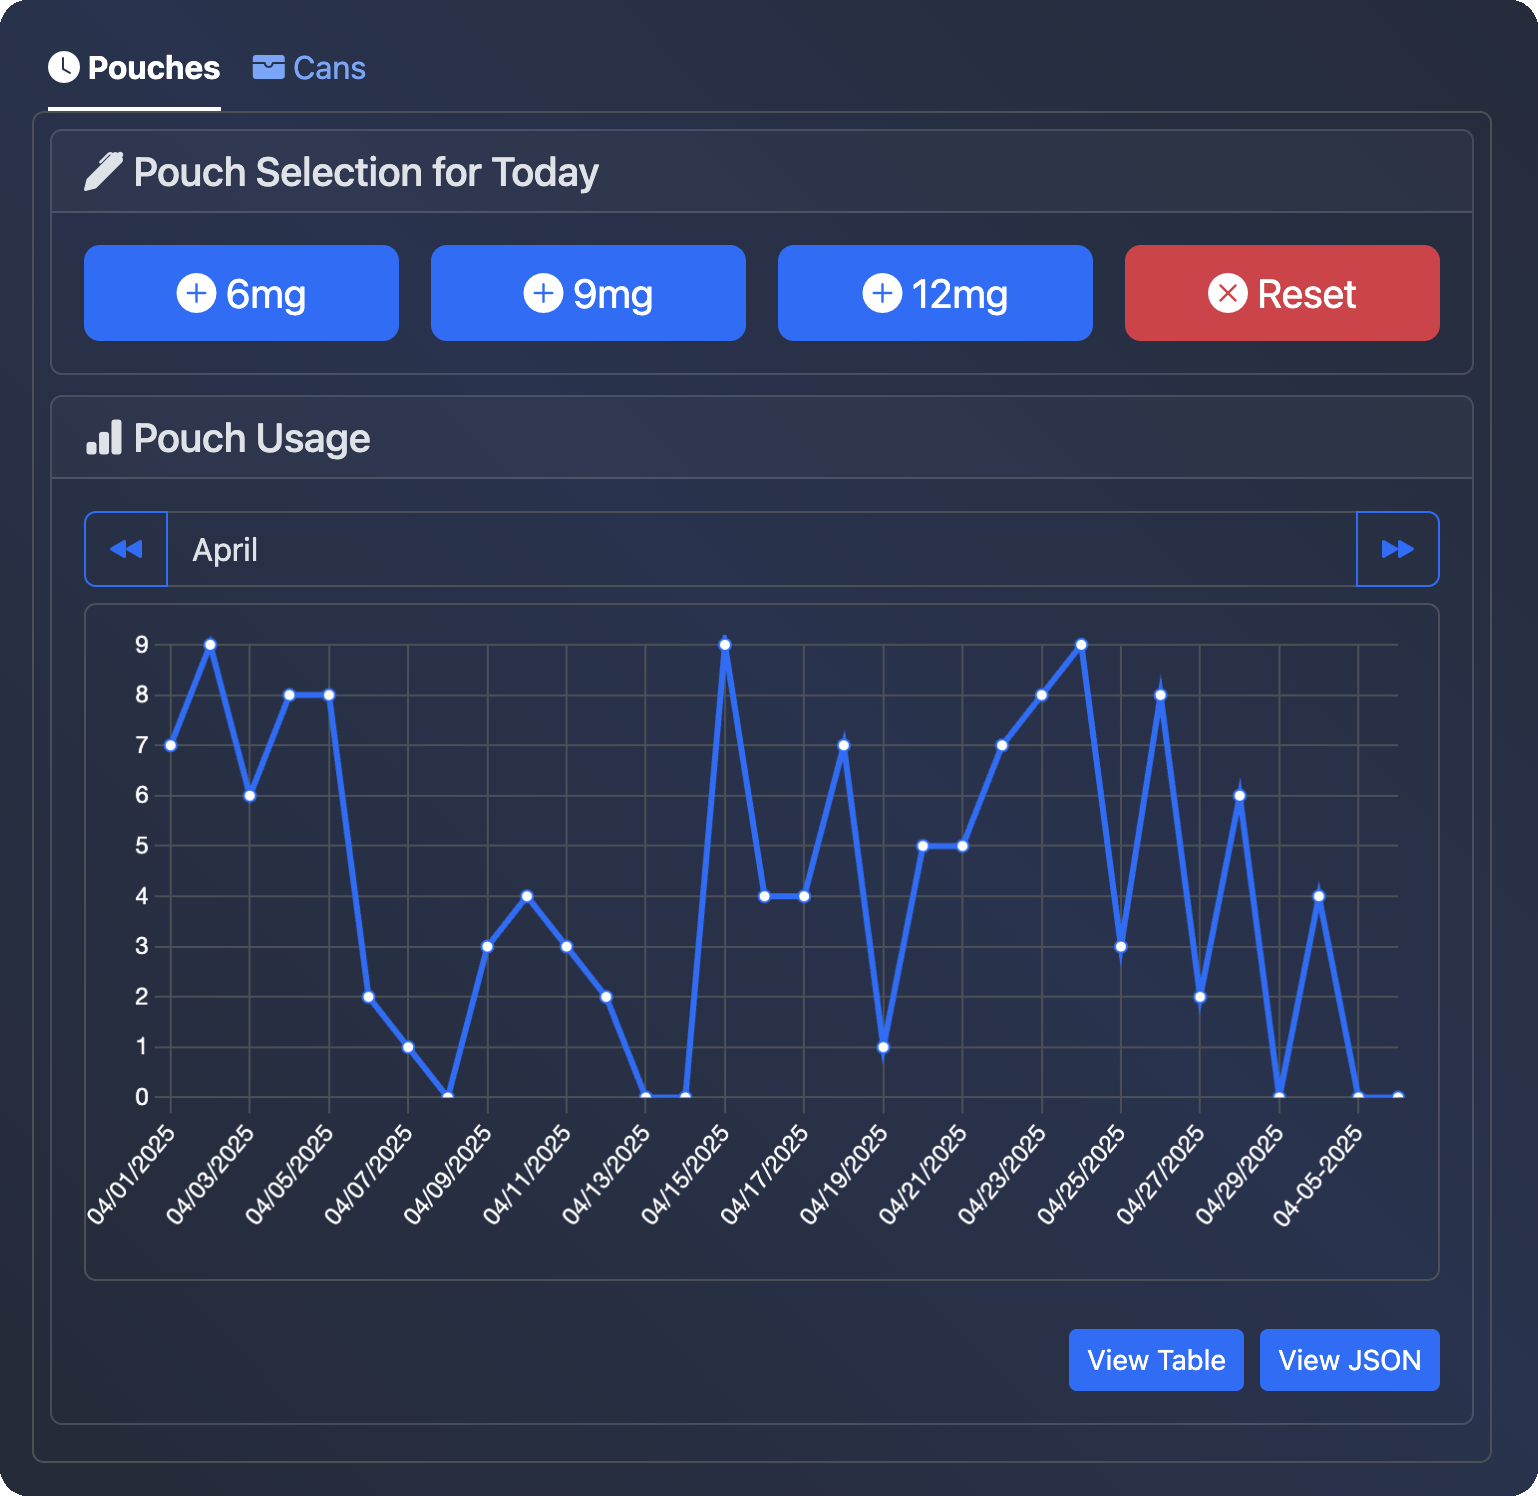 Pouches Cans
Pouch Selection for Today
6mg 9mg 12mg Reset
Pouch Usage
April
9
8
7
6
5
4
3
2
1
0
04/01/2025 04/03/2025 04/05/2025 04/07/2025 04/09/2025 04/11/2025 04/13/2025 04/15/2025 04/17/2025 04/19/2025 04/21/2025 04/23/2025 04/25/2025 04/27/2025 04/29/2025 04-05-2025
View Table View JSON